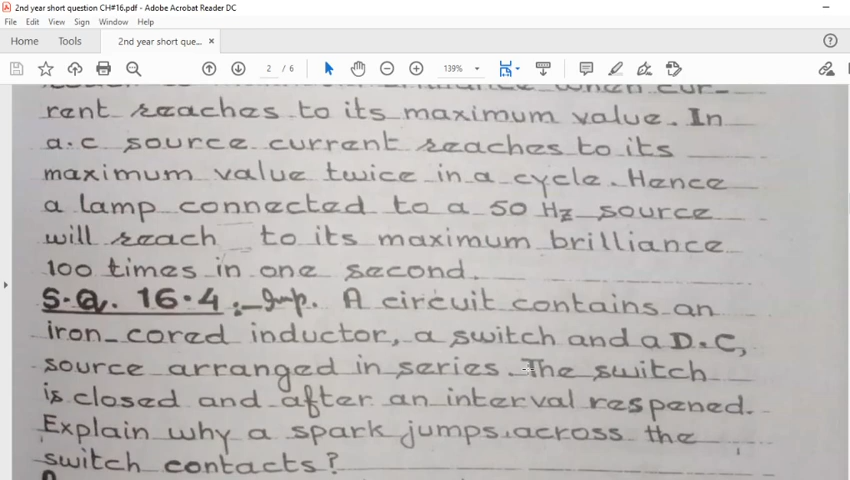 2nd year short question CH#16.pdf - Adobe Acrobat Reader DC
File Edit View Sign Window Help
Home Tools 2nd year short que... ×
2 / 6 139%
rent reaches to its maximum value. In
a.c source current reaches to its
maximum value twice in a cycle. Hence
a lamp connected to a 50 Hz source
will reach to its maximum brilliance
100 times in one second.
S.Q. 16.4:- Imp. A circuit contains an
iron-cored inductor, a switch and a D.C,
source arranged in series. The switch
is closed and after an interval respened.
Explain why a spark jumps across the
switch contacts?